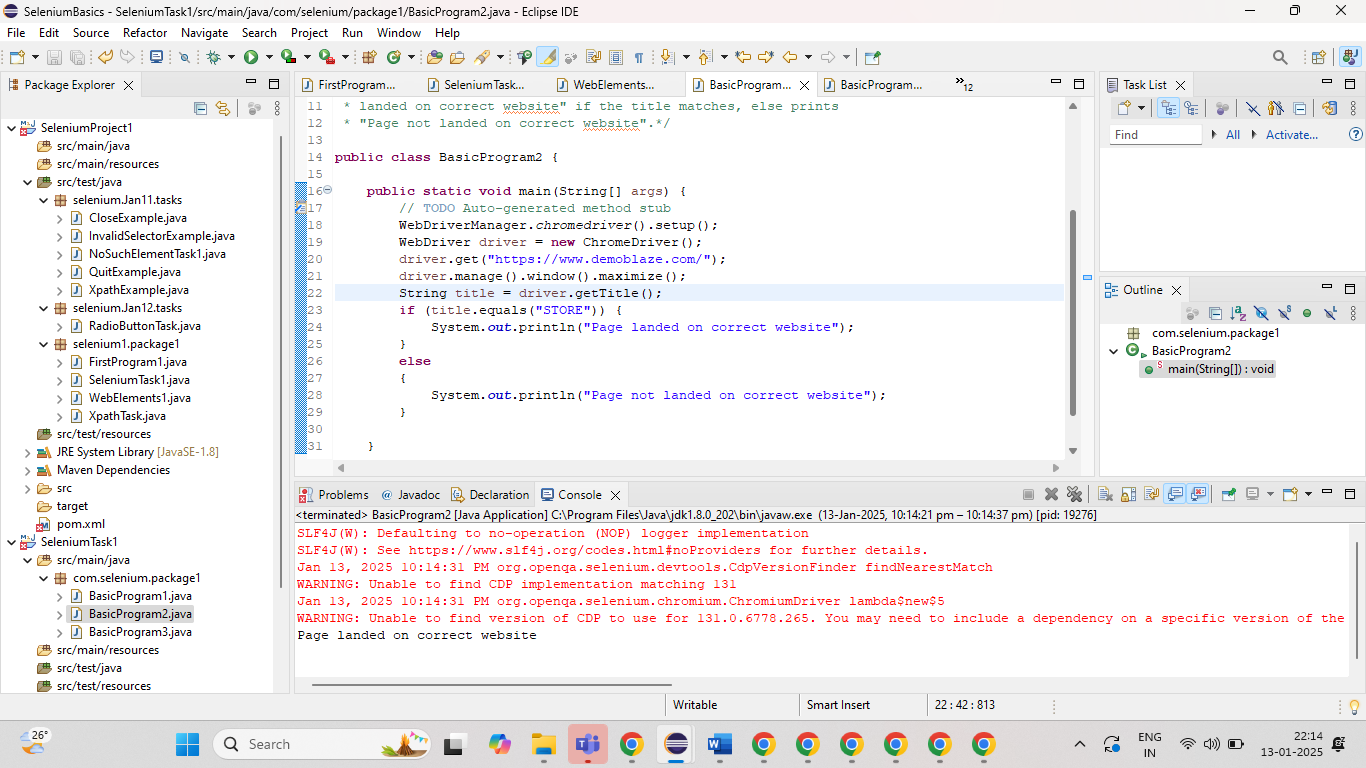 SeleniumBasics - SeleniumTask1/src/main/java/com/selenium/package1/BasicProgram2.java - Eclipse IDE
File Edit Source Refactor Navigate Search Project Run Window Help
Package Explorer
SeleniumProject1
src/main/java
src/main/resources
src/test/java
selenium.Jan11.tasks
CloseExample.java
InvalidSelectorExample.java
NoSuchElementTask1.java
QuitExample.java
XpathExample.java
selenium.Jan12.tasks
RadioButtonTask.java
selenium1.package1
FirstProgram1.java
SeleniumTask1.java
WebElements1.java
XpathTask.java
src/test/resources
JRE System Library [JavaSE-1.8]
Maven Dependencies
src
target
pom.xml
SeleniumTask1
src/main/java
com.selenium.package1
BasicProgram1.java
BasicProgram2.java
BasicProgram3.java
src/main/resources
src/test/java
src/test/resources
FirstProgram... SeleniumTask... WebElements... BasicProgram... BasicProgram... »12
11 * landed on correct website" if the title matches, else prints
12 * "Page not landed on correct website".*/
13
14 public class BasicProgram2 {
15
16 public static void main(String[] args) {
17 // TODO Auto-generated method stub
18 WebDriverManager.chromedriver().setup();
19 WebDriver driver = new ChromeDriver();
20 driver.get("https://www.demoblaze.com/");
21 driver.manage().window().maximize();
22 String title = driver.getTitle();
23 if (title.equals("STORE")) {
24 System.out.println("Page landed on correct website");
25 }
26 else
27 {
28 System.out.println("Page not landed on correct website");
29 }
30
31 }
Task List
Find All Activate...
Outline
com.selenium.package1
BasicProgram2
main(String[]) : void
Problems @ Javadoc Declaration Console
<terminated> BasicProgram2 [Java Application] C:\Program Files\Java\jdk1.8.0_202\bin\javaw.exe (13-Jan-2025, 10:14:21 pm – 10:14:37 pm) [pid: 19276]
SLF4J(W): Defaulting to no-operation (NOP) logger implementation
SLF4J(W): See https://www.slf4j.org/codes.html#noProviders for further details.
Jan 13, 2025 10:14:31 PM org.openqa.selenium.devtools.CdpVersionFinder findNearestMatch
WARNING: Unable to find CDP implementation matching 131
Jan 13, 2025 10:14:31 PM org.openqa.selenium.chromium.ChromiumDriver lambda$new$5
WARNING: Unable to find version of CDP to use for 131.0.6778.265. You may need to include a dependency on a specific version of the
Page landed on correct website
Writable Smart Insert 22 : 42 : 813
26°
Search
ENG
IN
22:14
13-01-2025